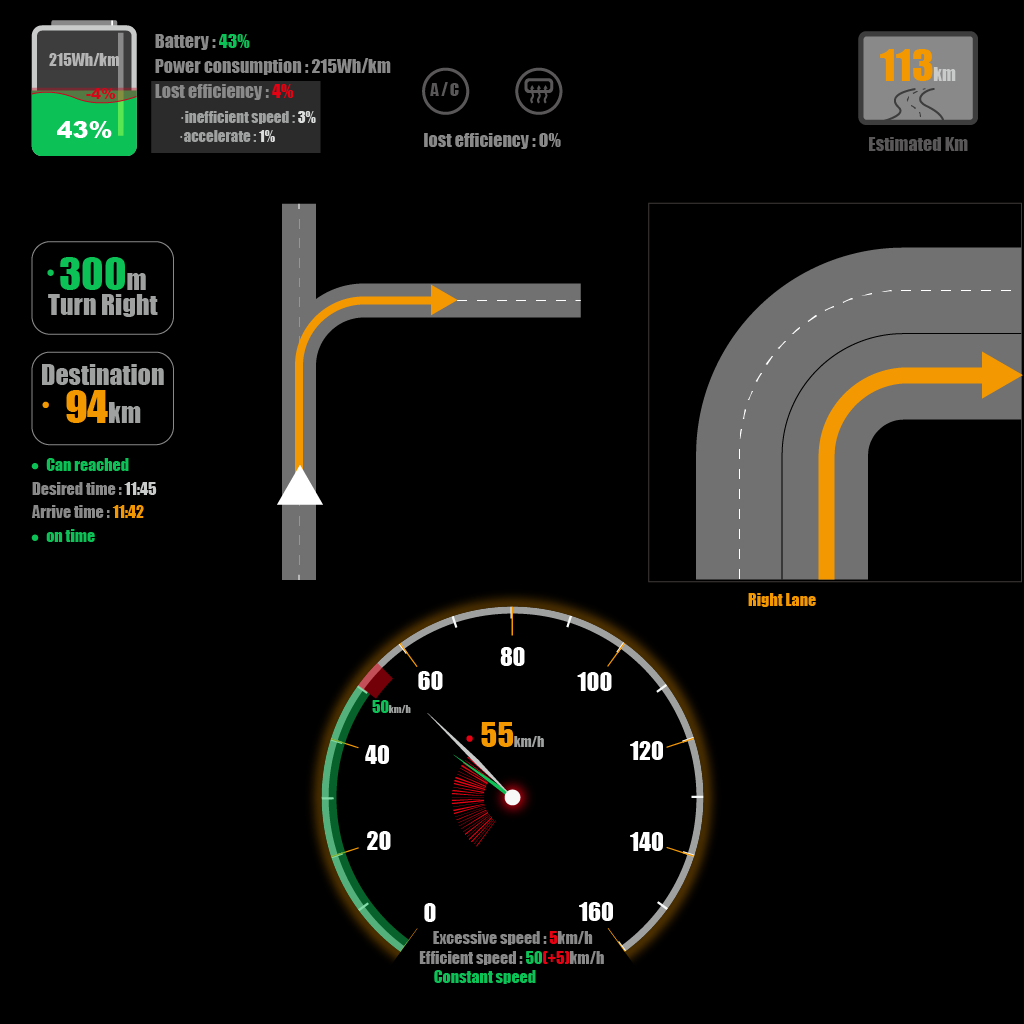 215Wh/km
-4%
43%
Battery : 43%
Power consumption : 215Wh/km
Lost efficiency : 4%
·inefficient speed : 3%
·accelerate : 1%
A/C
lost efficiency : 0%
113km
Estimated Km
·300m
Turn Right
Destination
· 94km
• Can reached
Desired time : 11:45
Arrive time : 11:42
• on time
Right Lane
0
20
40
50km/h
60
80
100
120
140
160
• 55km/h
Excessive speed : 5km/h
Efficient speed : 50(+5)km/h
Constant speed